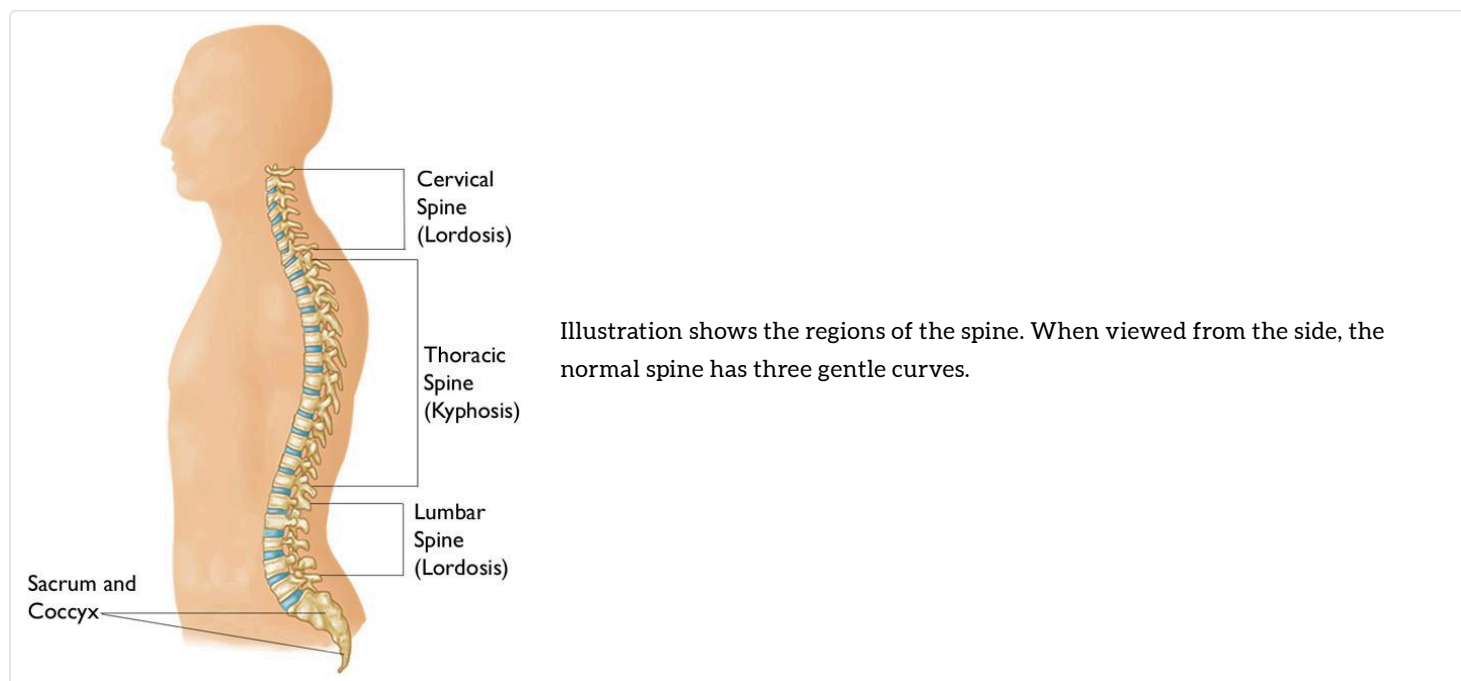 Cervical
Spine
(Lordosis)
Thoracic
Spine
(Kyphosis)
Lumbar
Spine
(Lordosis)
Sacrum and
Coccyx
Illustration shows the regions of the spine. When viewed from the side, the
normal spine has three gentle curves.